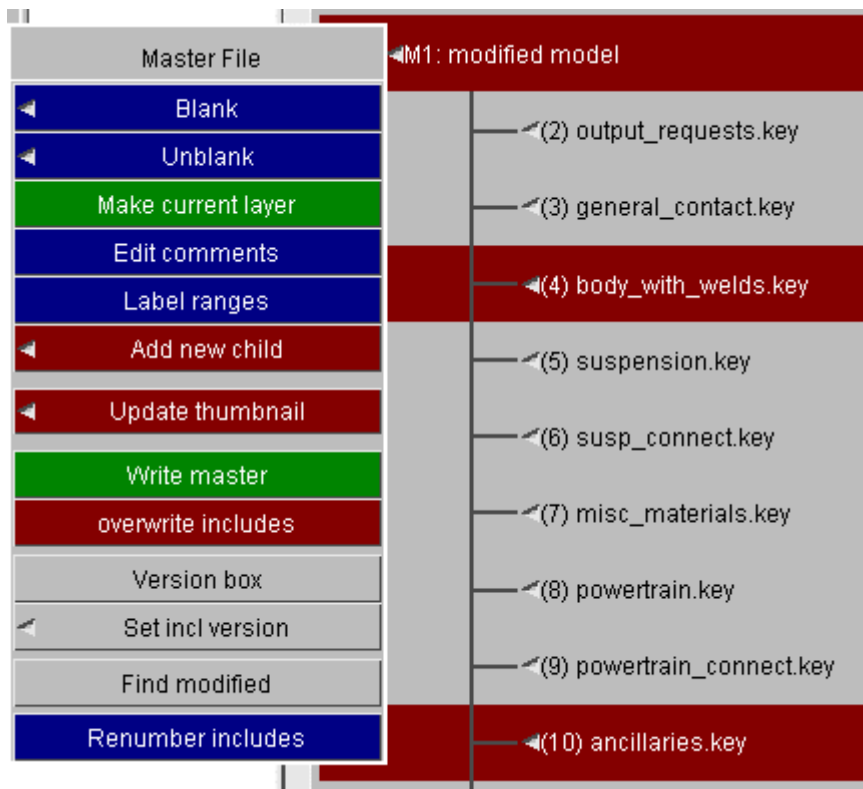 Master File
Blank
Unblank
Make current layer
Edit comments
Label ranges
Add new child
Update thumbnail
Write master
overwrite includes
Version box
Set incl version
Find modified
Renumber includes
M1: modified model
(2) output_requests.key
(3) general_contact.key
(4) body_with_welds.key
(5) suspension.key
(6) susp_connect.key
(7) misc_materials.key
(8) powertrain.key
(9) powertrain_connect.key
(10) ancillaries.key